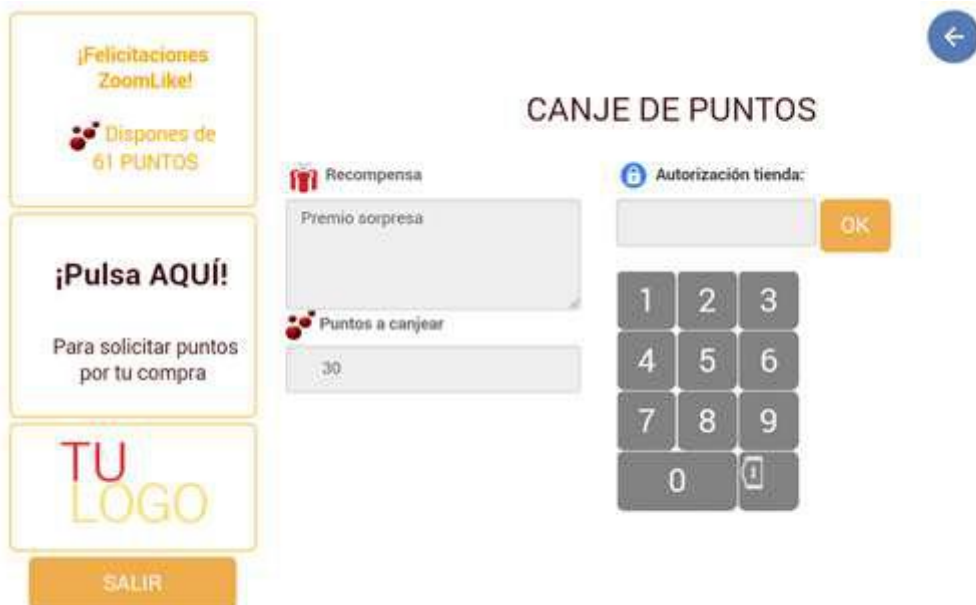 ¡Felicitaciones
ZoomLike!
Dispones de
61 PUNTOS
¡Pulsa AQUÍ!
Para solicitar puntos
por tu compra
TU
LOGO
SALIR
CANJE DE PUNTOS
Recompensa
Premio sorpresa
Puntos a canjear
30
Autorización tienda:
OK
1 2 3
4 5 6
7 8 9
0